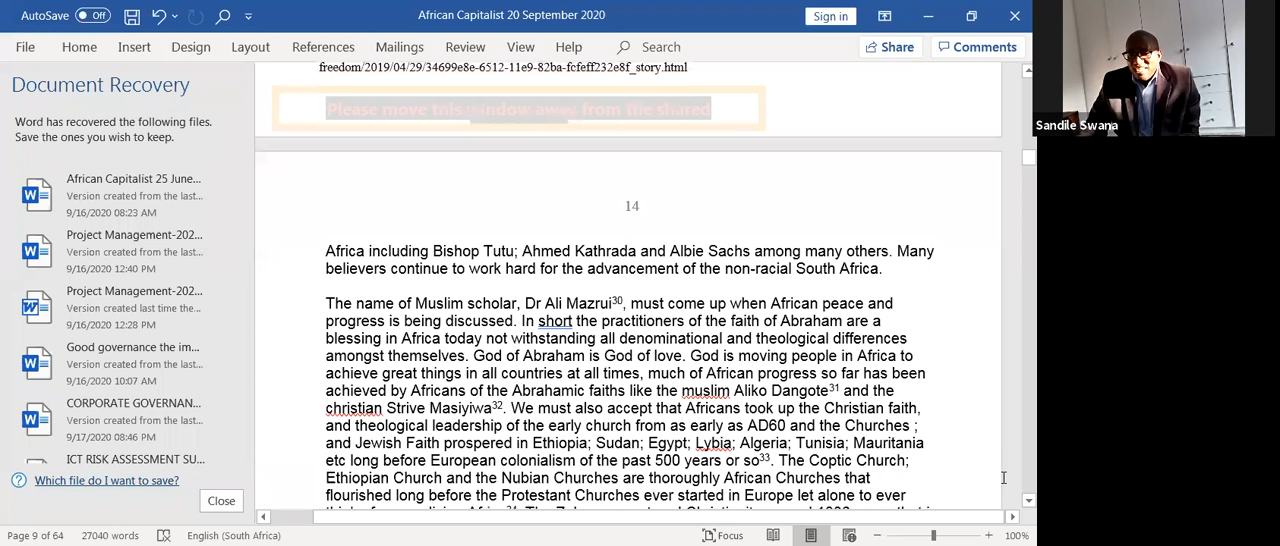 AutoSave Off African Capitalist 20 September 2020 Sign in
File Home Insert Design Layout References Mailings Review View Help Search Share Comments
Document Recovery
Word has recovered the following files.
Save the ones you wish to keep.
African Capitalist 25 June...
Version created from the last...
9/16/2020 08:23 AM
Project Management-202...
Version created from the last...
9/16/2020 12:40 PM
Project Management-202...
Version created last time the...
9/16/2020 12:28 PM
Good governance the im...
Version created from the last...
9/16/2020 10:07 AM
CORPORATE GOVERNAN...
Version created from the last...
9/17/2020 08:46 PM
ICT RISK ASSESSMENT SU...
Which file do I want to save?
Close
freedom/2019/04/29/34699e8e-6512-11e9-82ba-fcfeff232e8f_story.html
Please move this window away from the shared
14
Africa including Bishop Tutu; Ahmed Kathrada and Albie Sachs among many others. Many
believers continue to work hard for the advancement of the non-racial South Africa.
The name of Muslim scholar, Dr Ali Mazrui30, must come up when African peace and
progress is being discussed. In short the practitioners of the faith of Abraham are a
blessing in Africa today not withstanding all denominational and theological differences
amongst themselves. God of Abraham is God of love. God is moving people in Africa to
achieve great things in all countries at all times, much of African progress so far has been
achieved by Africans of the Abrahamic faiths like the muslim Aliko Dangote31 and the
christian Strive Masiyiwa32. We must also accept that Africans took up the Christian faith,
and theological leadership of the early church from as early as AD60 and the Churches ;
and Jewish Faith prospered in Ethiopia; Sudan; Egypt; Lybia; Algeria; Tunisia; Mauritania
etc long before European colonialism of the past 500 years or so33. The Coptic Church;
Ethiopian Church and the Nubian Churches are thoroughly African Churches that
flourished long before the Protestant Churches ever started in Europe let alone to ever
Page 9 of 64 27040 words English (South Africa) Focus 100%
Sandile Swana